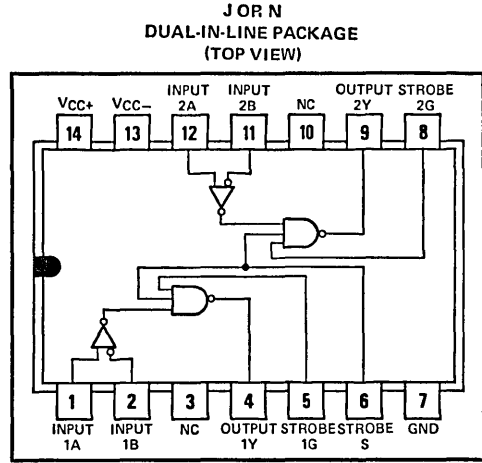 J OR N
DUAL-IN-LINE PACKAGE
(TOP VIEW)
VCC+ VCC− INPUT 2A INPUT 2B NC OUTPUT 2Y STROBE 2G
14 13 12 11 10 9 8
1 2 3 4 5 6 7
INPUT 1A INPUT 1B NC OUTPUT 1Y STROBE 1G STROBE S GND